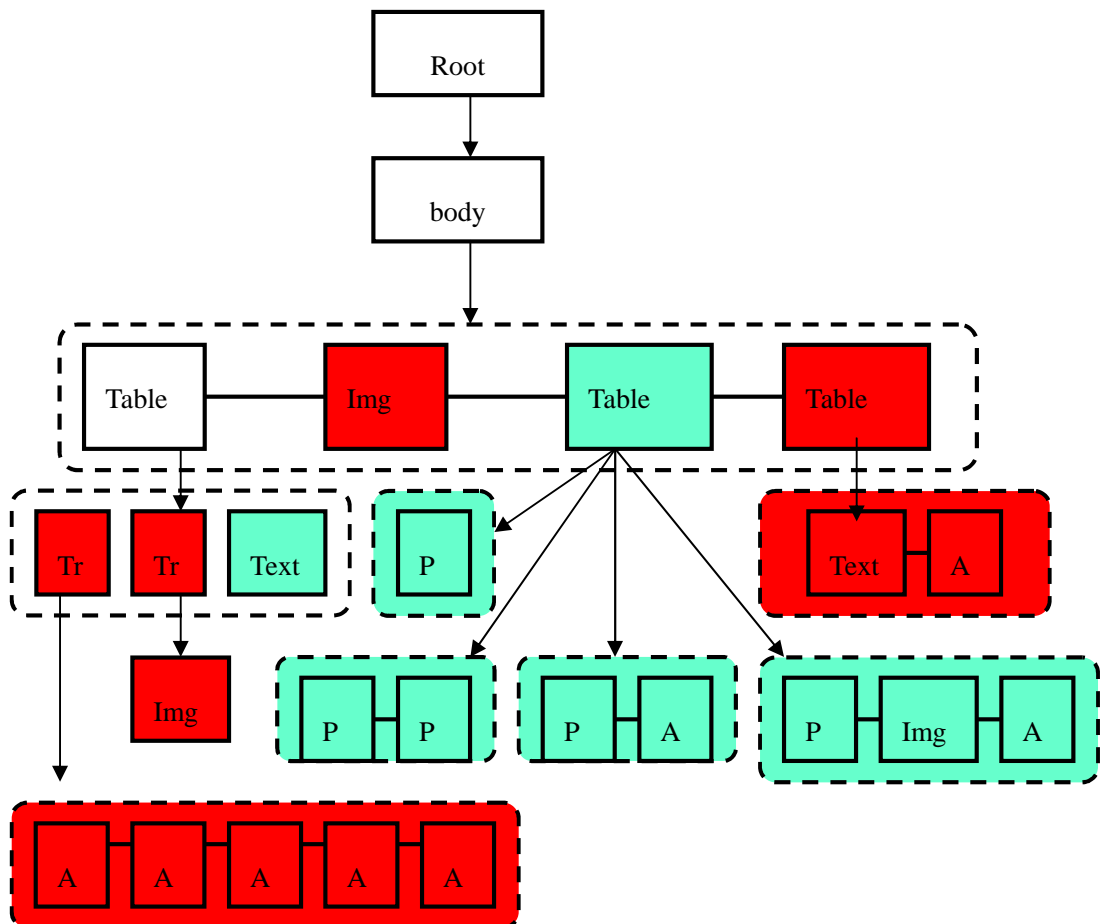 Root
body
Table Img Table Table
Tr Tr Text P Text A
Img P P P A P Img A
A A A A A